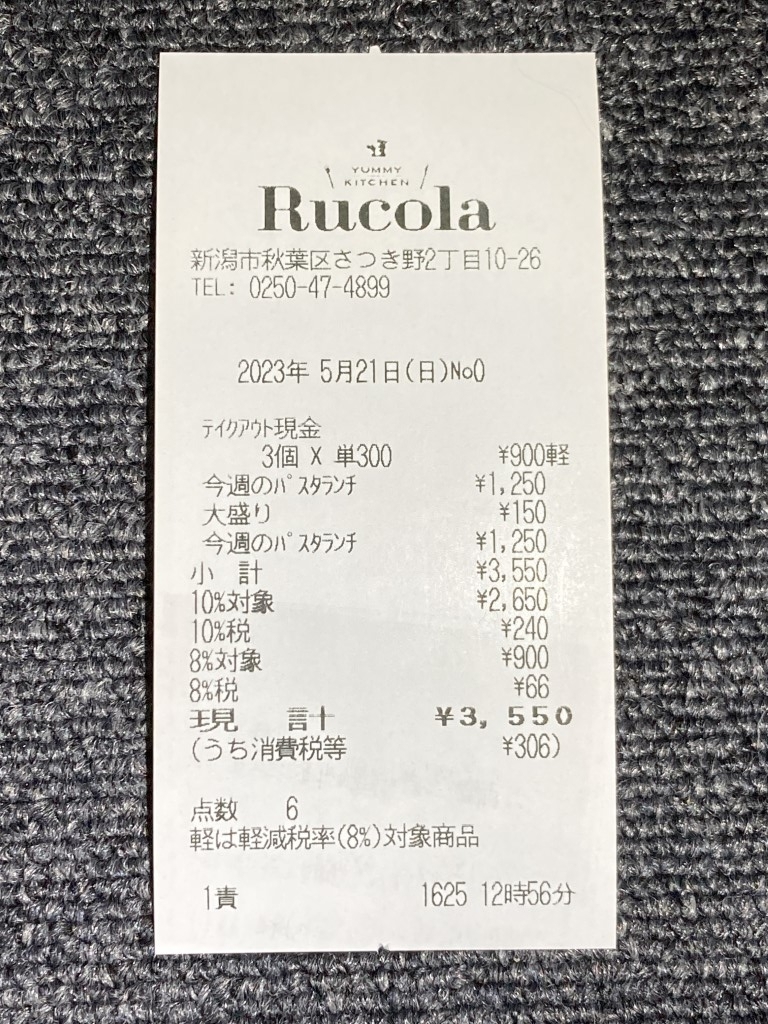 YUMMY
KITCHEN
Rucola
新潟市秋葉区さつき野2丁目10-26
TEL: 0250-47-4899
2023年 5月21日(日)No0
ﾃｲｸｱｳﾄ現金
3個 X 単300 ¥900軽
今週のﾊﾟｽﾀﾗﾝﾁ ¥1,250
大盛り ¥150
今週のﾊﾟｽﾀﾗﾝﾁ ¥1,250
小 計 ¥3,550
10%対象 ¥2,650
10%税 ¥240
8%対象 ¥900
8%税 ¥66
現 計 ¥3,550
(うち消費税等 ¥306)
点数 6
軽は軽減税率(8%)対象商品
1責 1625 12時56分